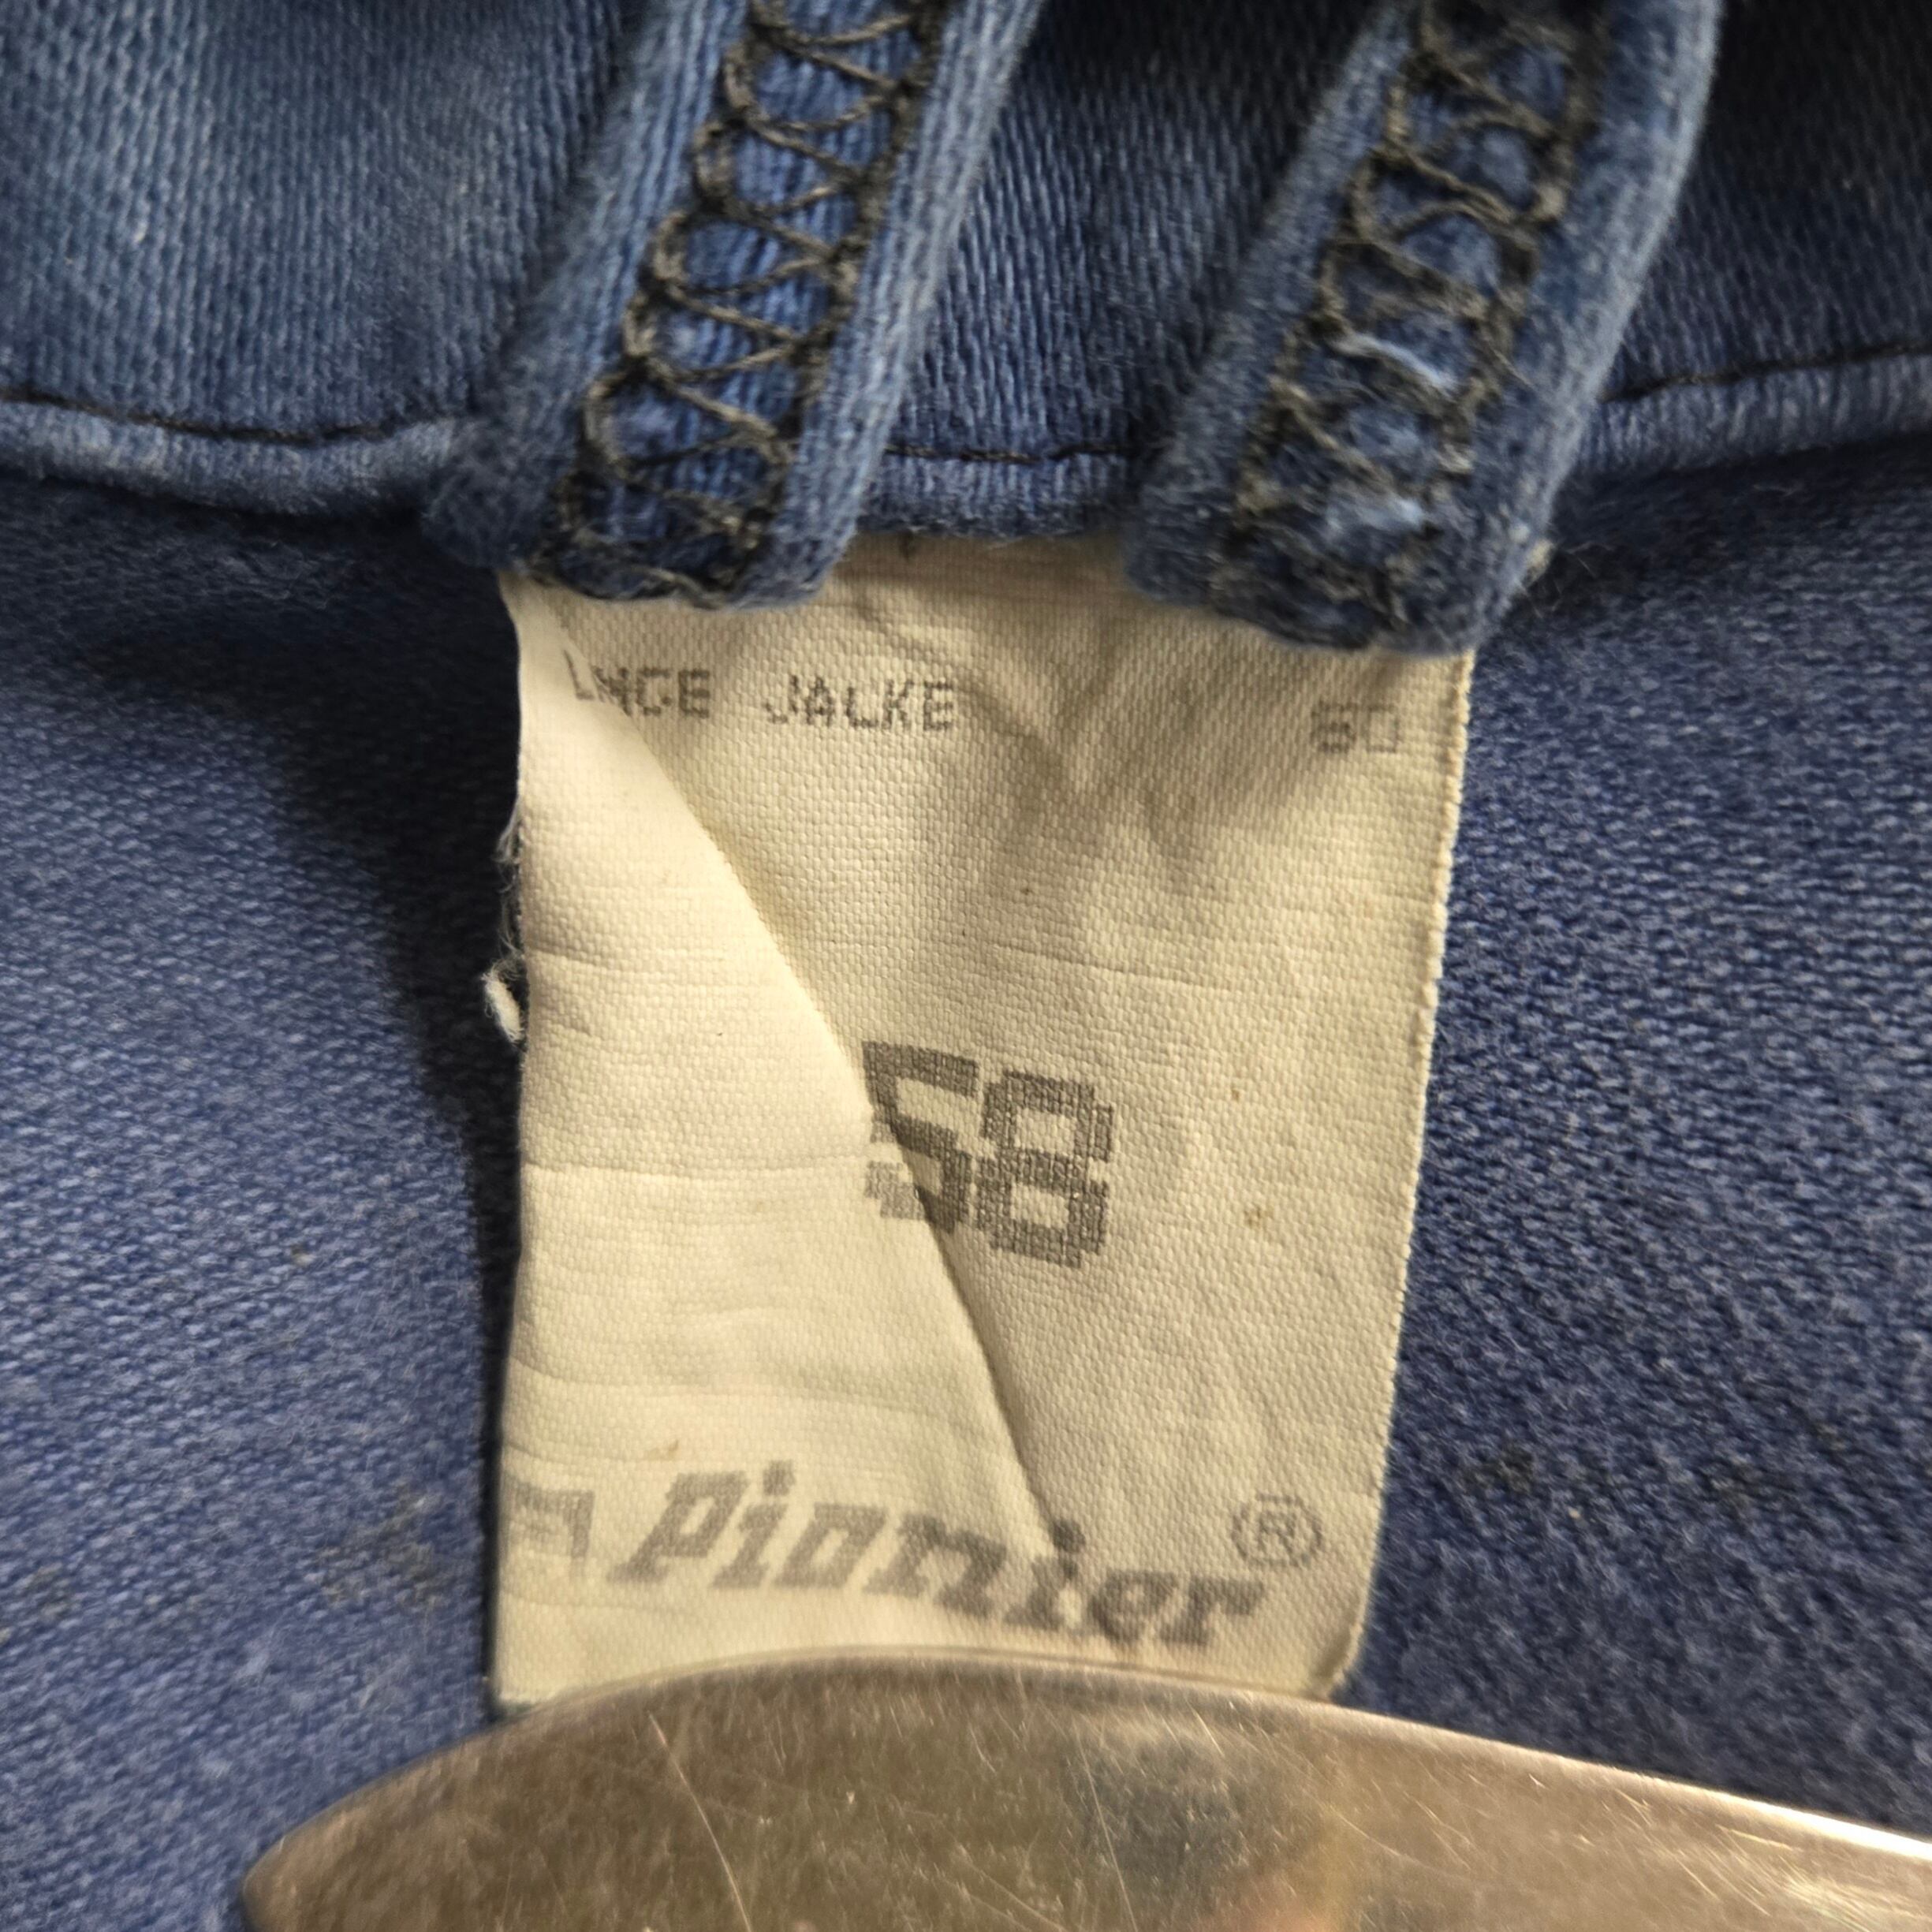 JACKE
58
Pionier ®